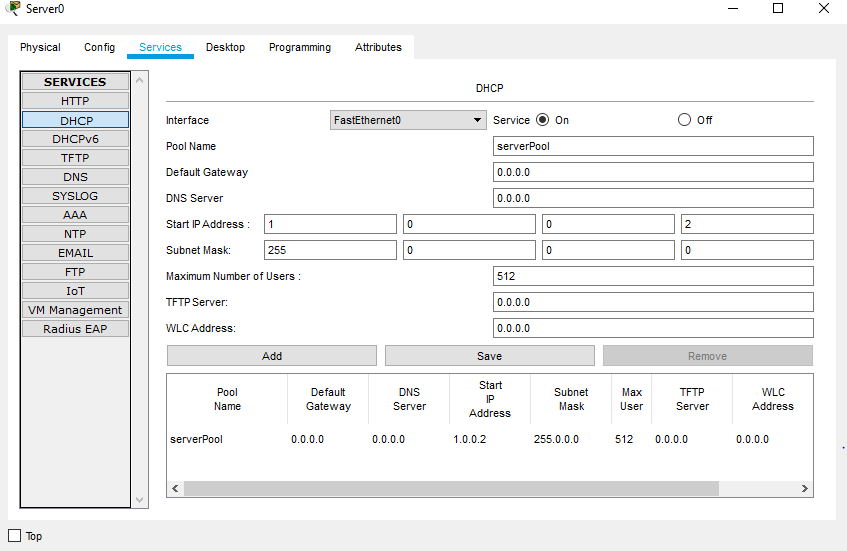 Server0
Physical Config Services Desktop Programming Attributes
SERVICES
HTTP
DHCP
DHCPv6
TFTP
DNS
SYSLOG
AAA
NTP
EMAIL
FTP
IoT
VM Management
Radius EAP
DHCP
Interface FastEthernet0 Service On Off
Pool Name serverPool
Default Gateway 0.0.0.0
DNS Server 0.0.0.0
Start IP Address : 1 0 0 2
Subnet Mask: 255 0 0 0
Maximum Number of Users : 512
TFTP Server: 0.0.0.0
WLC Address: 0.0.0.0
Add Save Remove
Pool Name Default Gateway DNS Server Start IP Address Subnet Mask Max User TFTP Server WLC Address
serverPool 0.0.0.0 0.0.0.0 1.0.0.2 255.0.0.0 512 0.0.0.0 0.0.0.0
Top